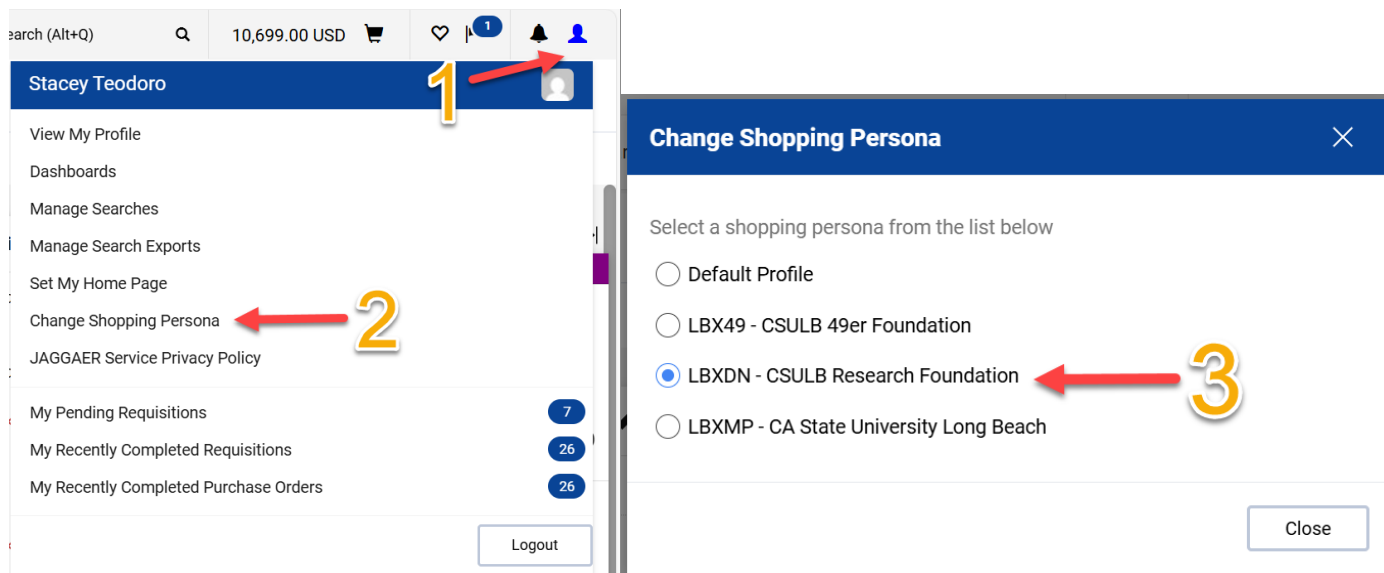 earch (Alt+Q)
10,699.00 USD
1
Stacey Teodoro
1
View My Profile
Dashboards
Manage Searches
Manage Search Exports
Set My Home Page
Change Shopping Persona
2
JAGGAER Service Privacy Policy
My Pending Requisitions 7
My Recently Completed Requisitions 26
My Recently Completed Purchase Orders 26
Logout
Change Shopping Persona
Select a shopping persona from the list below
Default Profile
LBX49 - CSULB 49er Foundation
LBXDN - CSULB Research Foundation
3
LBXMP - CA State University Long Beach
Close